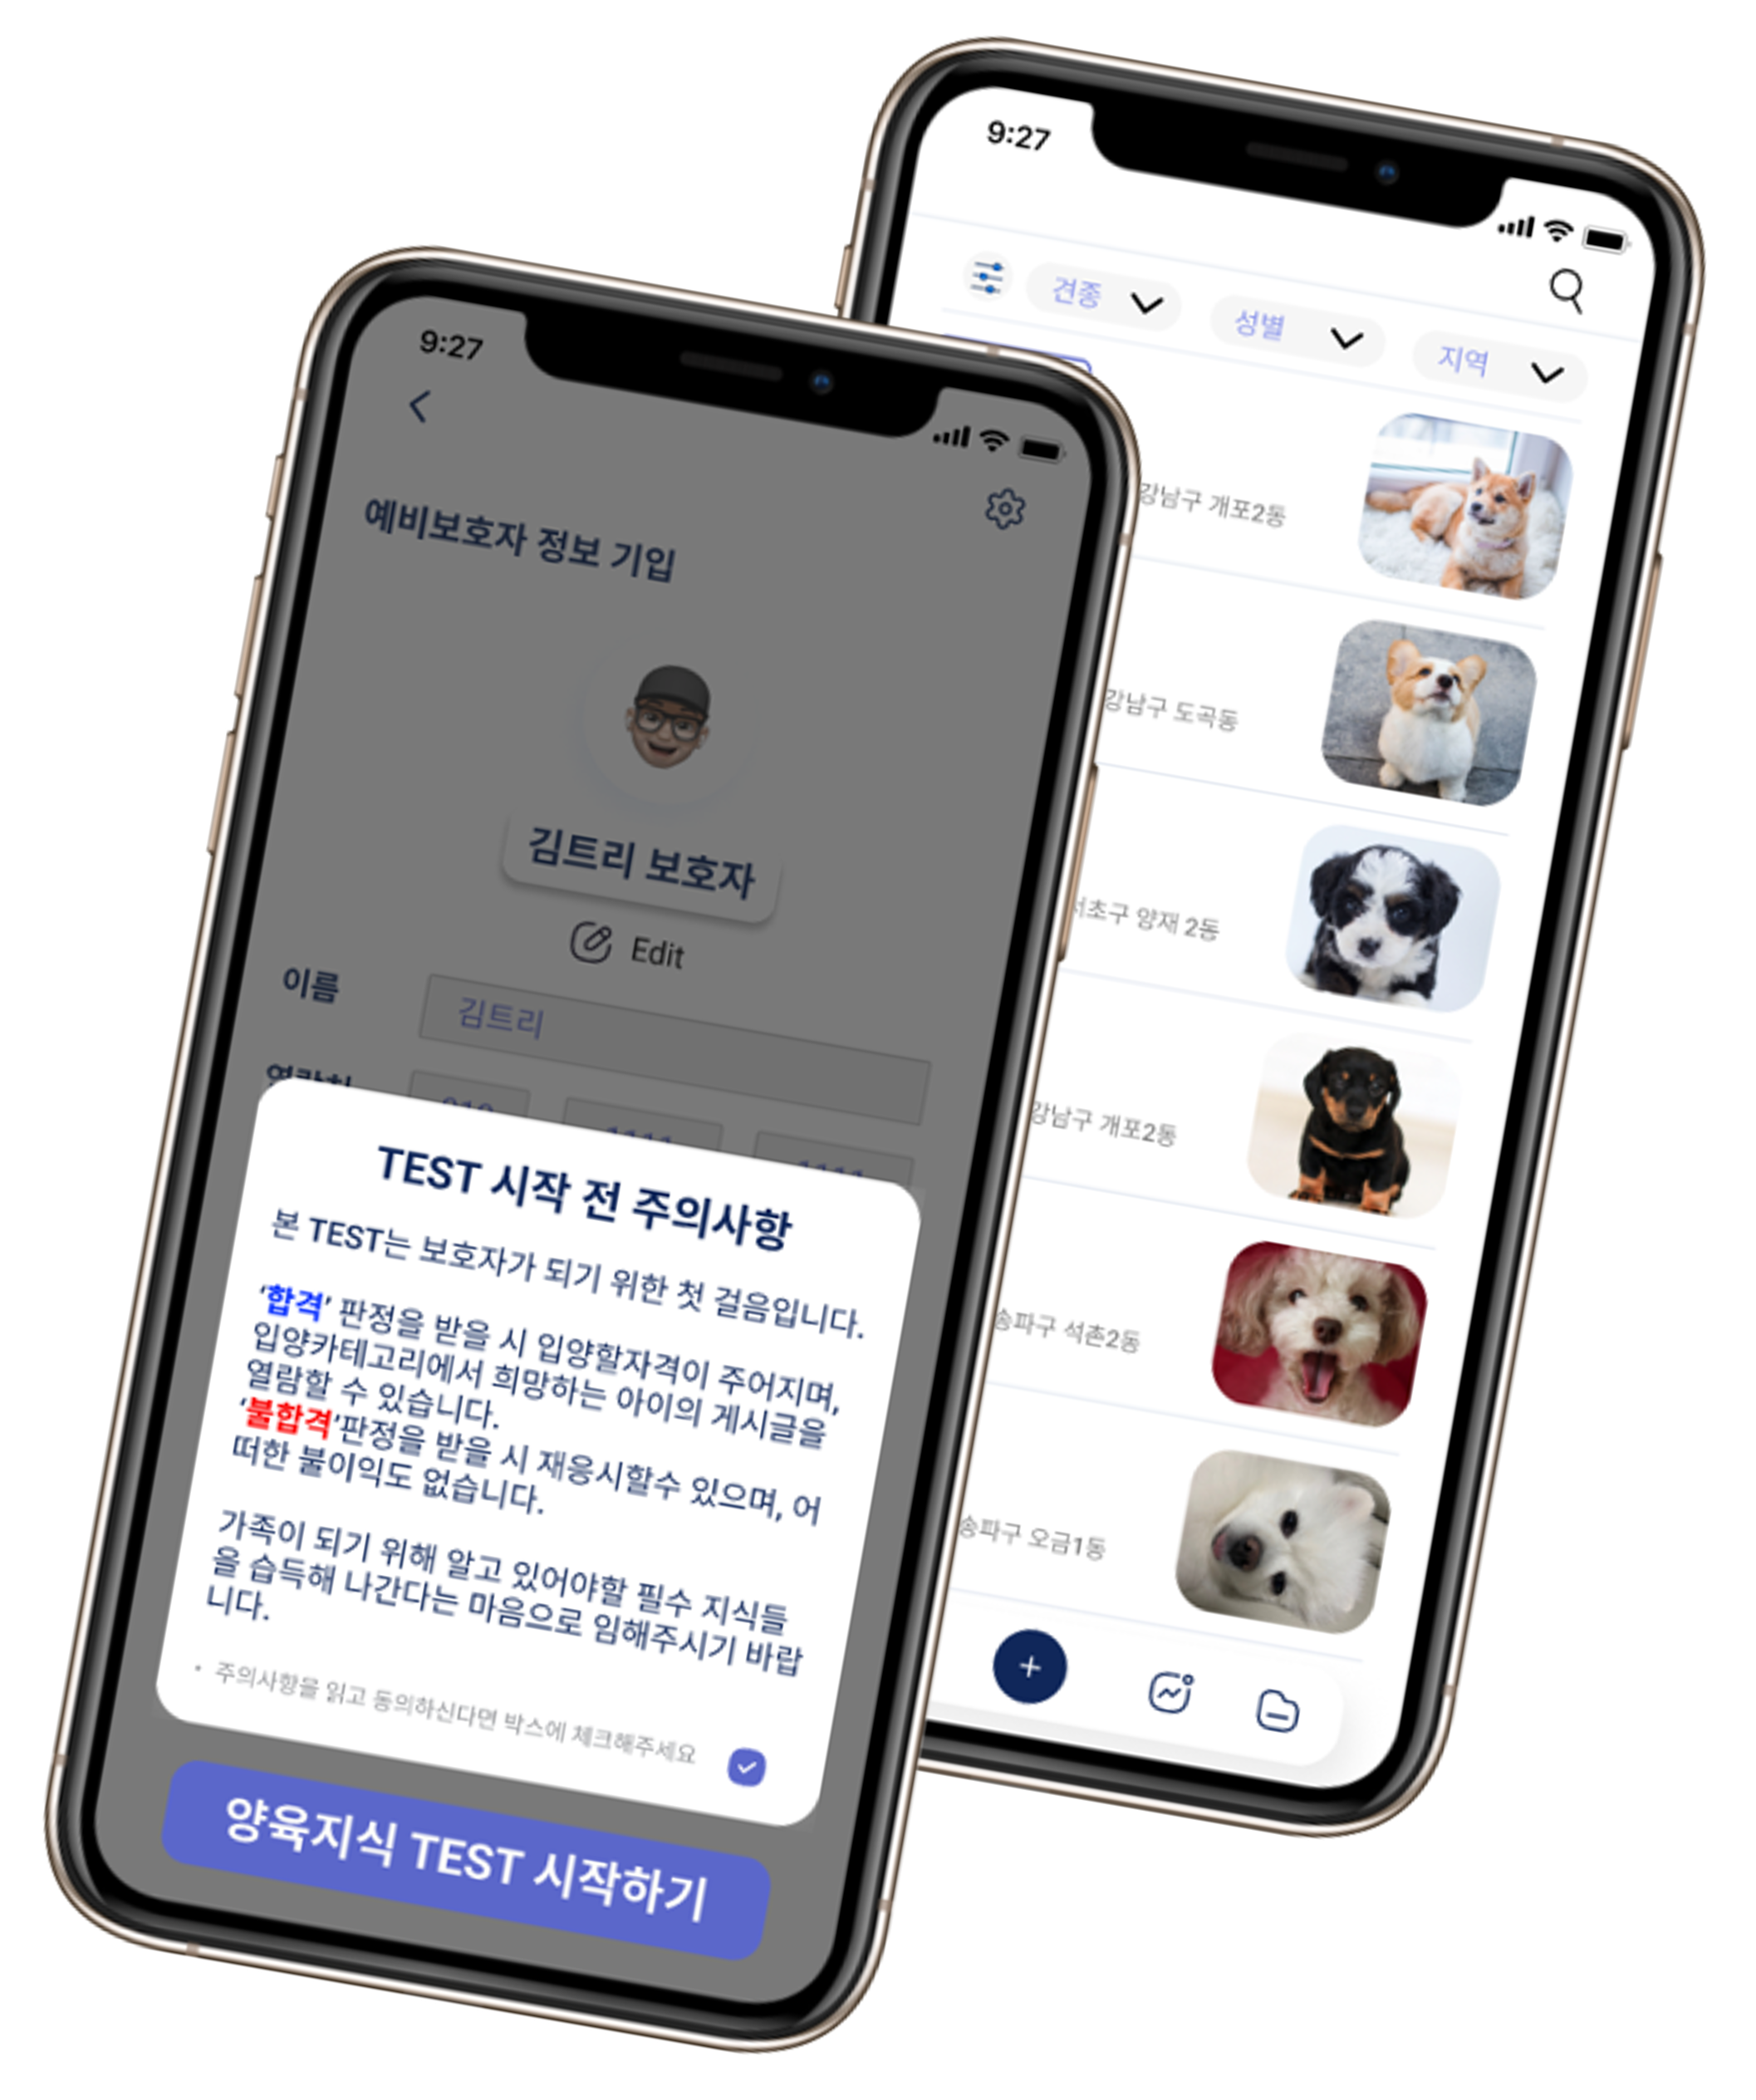 9:27
예비보호자 정보 기입
김트리 보호자
Edit
이름
김트리
TEST 시작 전 주의사항
본 TEST는 보호자가 되기 위한 첫 걸음입니다.
‘합격’ 판정을 받을 시 입양할자격이 주어지며,
입양카테고리에서 희망하는 아이의 게시글을
열람할 수 있습니다.
‘불합격’판정을 받을 시 재응시할수 있으며, 어
떠한 불이익도 없습니다.
가족이 되기 위해 알고 있어야할 필수 지식들
을 습득해 나간다는 마음으로 임해주시기 바랍
니다.
• 주의사항을 읽고 동의하신다면 박스에 체크해주세요
양육지식 TEST 시작하기
9:27
견종 성별 지역
강남구 개포2동
강남구 도곡동
서초구 양재 2동
강남구 개포2동
송파구 석촌2동
송파구 오금1동